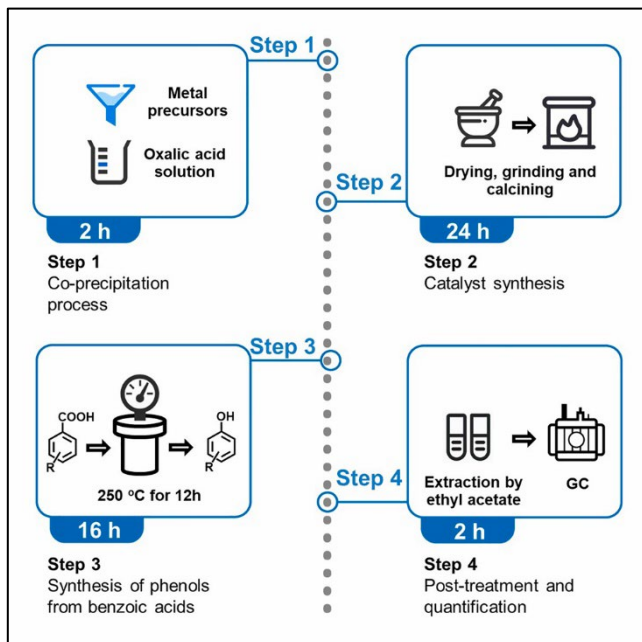 Step 1
Metal
precursors
Oxalic acid
solution
2 h
Step 1
Co-precipitation
process
Step 2
Drying, grinding and
calcining
24 h
Step 2
Catalyst synthesis
Step 3
COOH
R
OH
R
250 °C for 12h
16 h
Step 3
Synthesis of phenols
from benzoic acids
Step 4
Extraction by
ethyl acetate
GC
2 h
Step 4
Post-treatment and
quantification